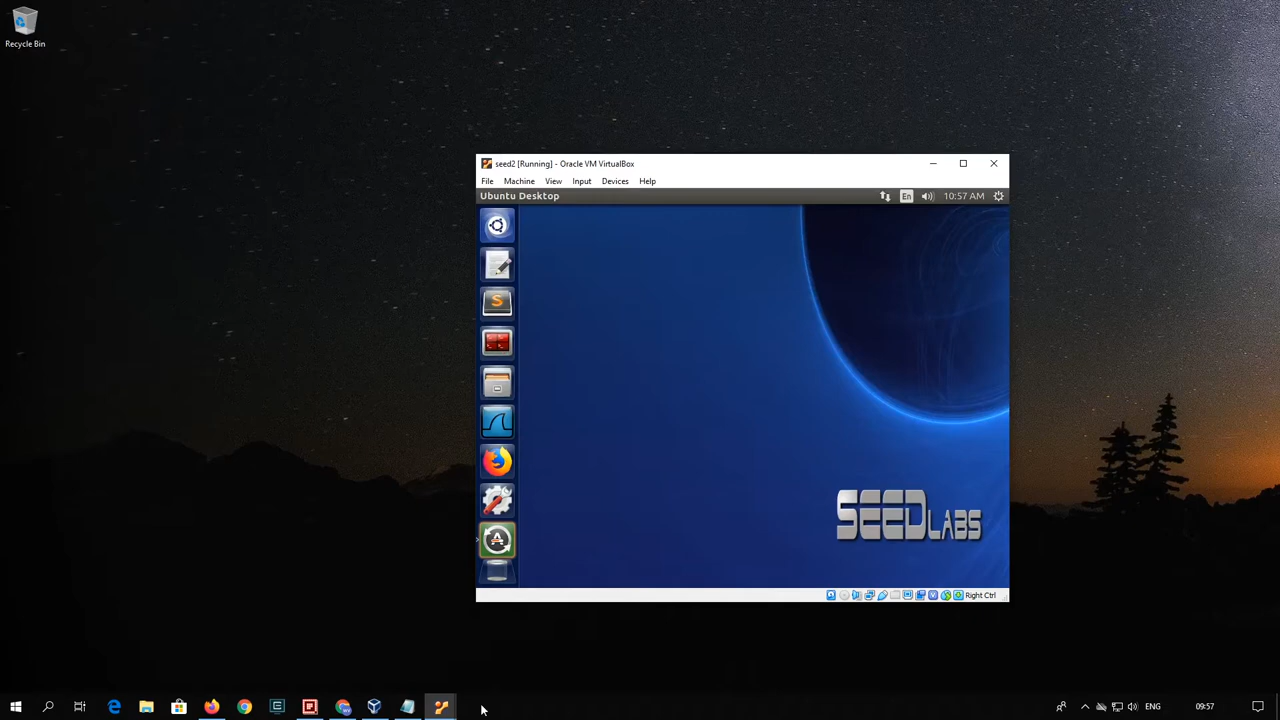 Recycle Bin
seed2 [Running] - Oracle VM VirtualBox
File Machine View Input Devices Help
Ubuntu Desktop
En
10:57 AM
SEEDLABS
Right Ctrl
ENG
09:57